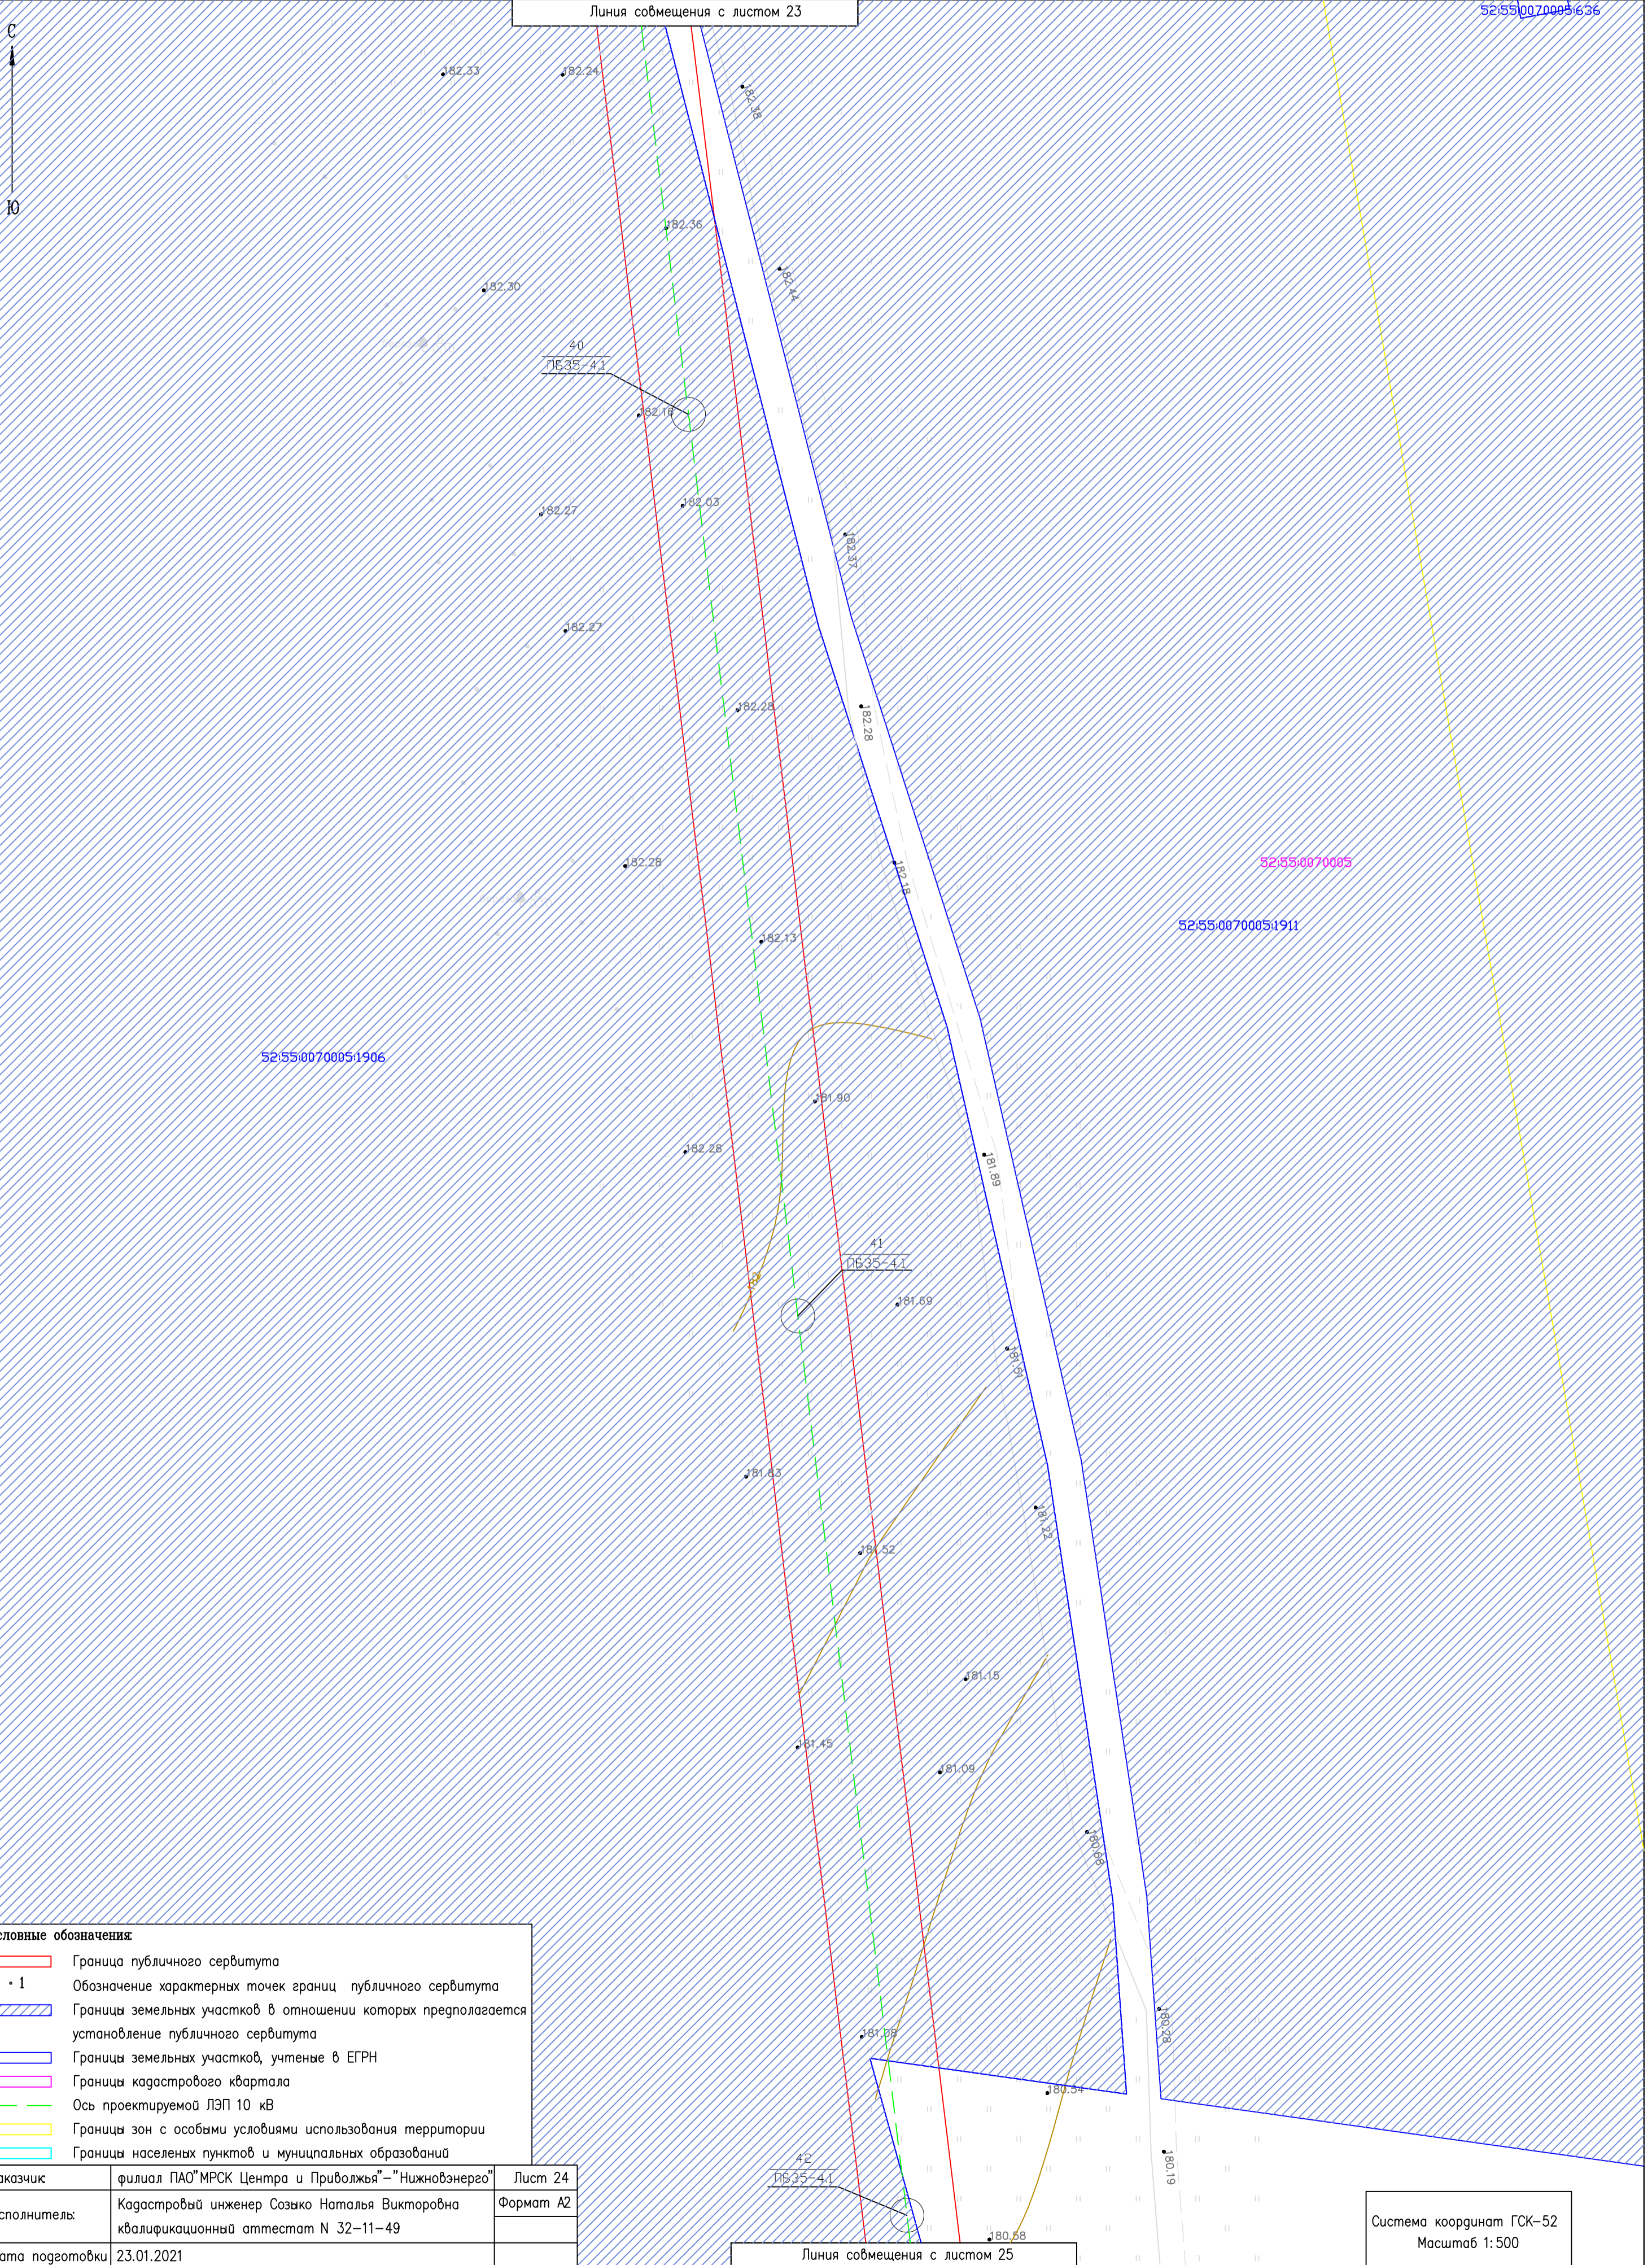 Линия совмещения с листом 23
52:55:0070005:636
С
Ю
182.33
182.24
182.38
182.36
182.44
182.30
40
ПБ35-4.1
182.16
182.03
182.27
182.37
182.27
182.28
182.28
182.28
182.18
52:55:0070005
52:55:0070005:1911
182.13
52:55:0070005:1906
181.90
182.28
181.89
41
ПБ35-4.1
182
181.69
181.51
181.83
181.22
181.52
181.15
181.45
181.09
180.68
181.08
180.28
180.54
180.19
42
ПБ35-4.1
180.58
словные обозначения:
Граница публичного сервитута
1 Обозначение характерных точек границ публичного сервитута
Границы земельных участков в отношении которых предполагается
установление публичного сервитута
Границы земельных участков, учтеные в ЕГРН
Границы кадастрового квартала
Ось проектируемой ЛЭП 10 кВ
Границы зон с особыми условиями использования территории
Границы населеных пунктов и муниципальных образований
аказчик: филиал ПАО"МРСК Центра и Приволжья"-"Нижновэнерго" Лист 24
сполнитель: Кадастровый инженер Созыко Наталья Викторовна Формат А2
квалификационный аттестат N 32-11-49
ата подготовки 23.01.2021
Линия совмещения с листом 25
Система координат ГСК-52
Масштаб 1:500